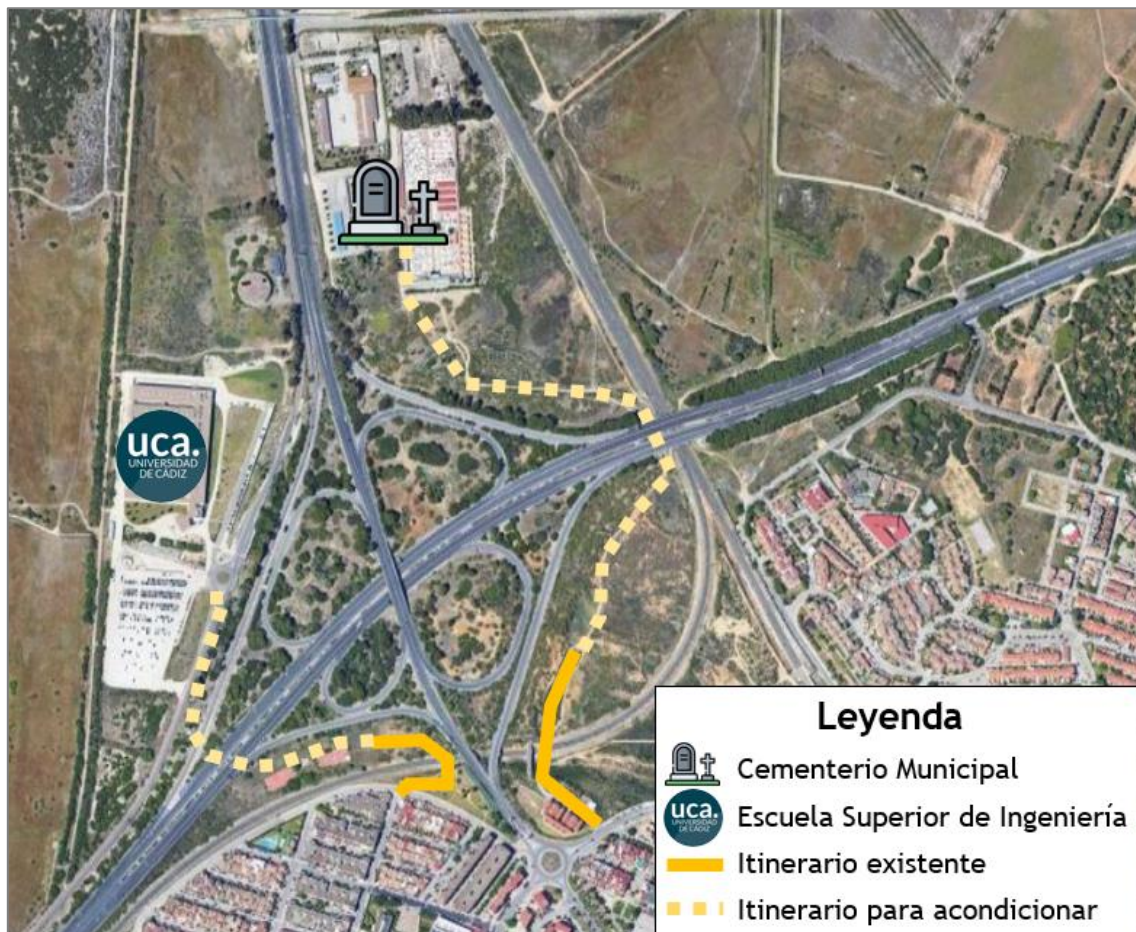 uca.
UNIVERSIDAD
DE CÁDIZ
Leyenda
Cementerio Municipal
uca.
UNIVERSIDAD
DE CÁDIZ
Escuela Superior de Ingeniería
Itinerario existente
Itinerario para acondicionar